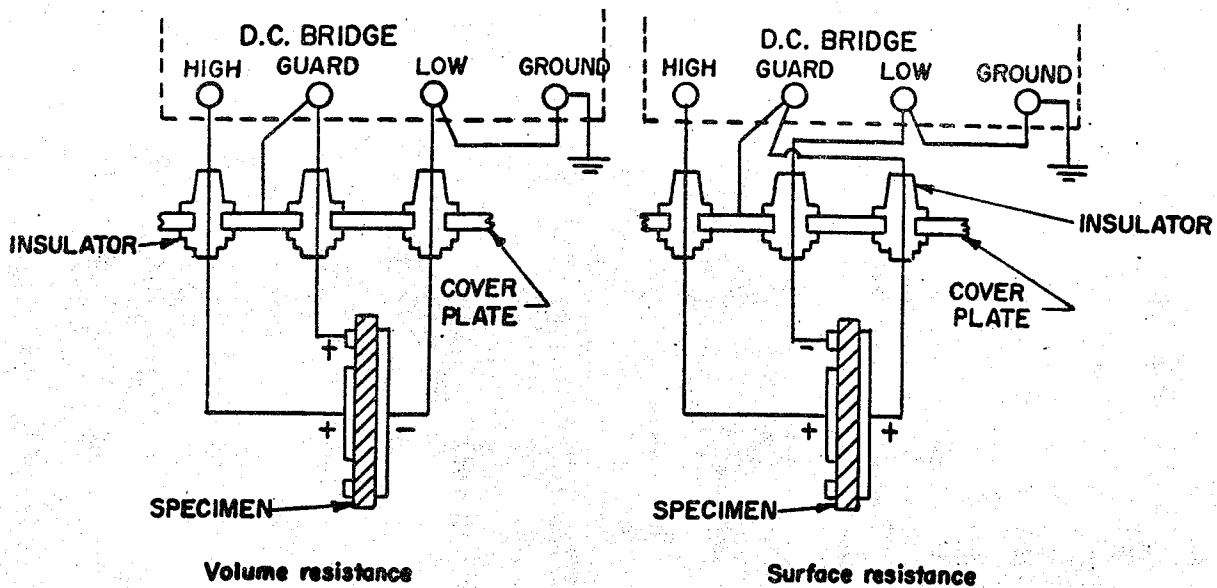 D.C. BRIDGE
HIGH GUARD LOW GROUND
INSULATOR
COVER
PLATE
+
+ -
SPECIMEN
Volume resistance
D.C. BRIDGE
HIGH GUARD LOW GROUND
INSULATOR
COVER
PLATE
-
+ +
SPECIMEN
Surface resistance